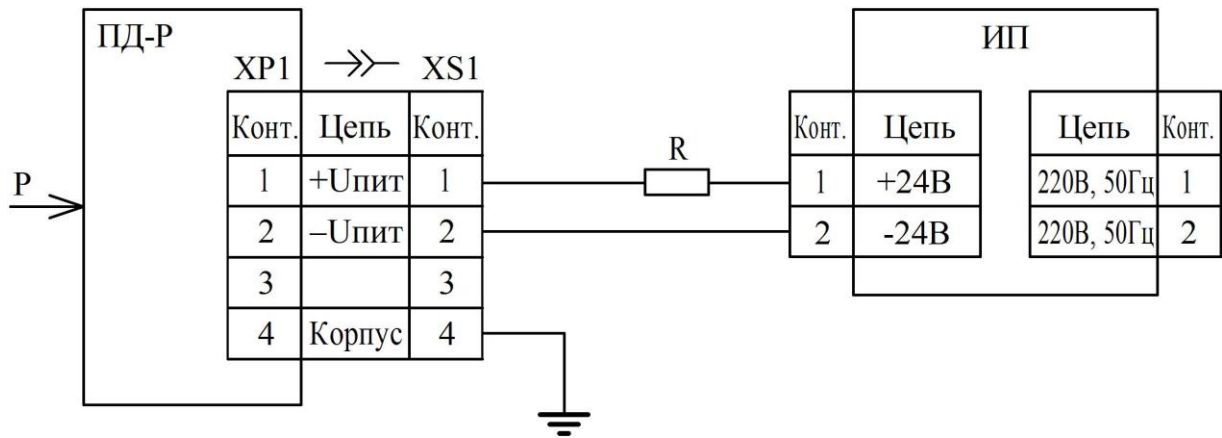 ПД-Р
ИП
XP1 XS1
Конт. Цепь Конт.
Конт. Цепь
Цепь Конт.
R
P
1 +Uпит 1
1 +24В
220В, 50Гц 1
2 –Uпит 2
2 -24В
220В, 50Гц 2
3 3
4 Корпус 4